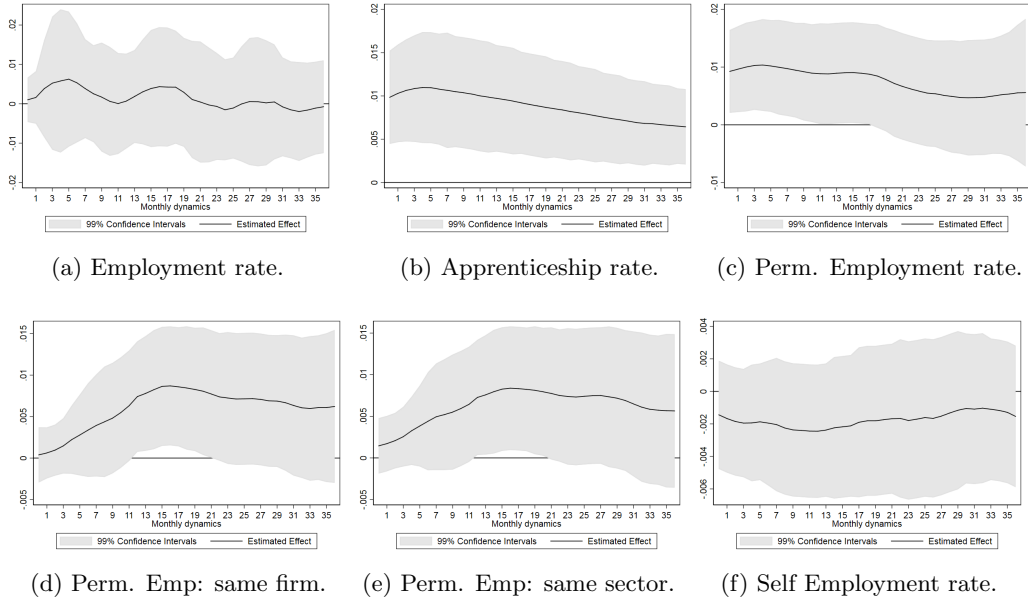 .02
.01
0
-.01
-.02
1 3 5 7 9 11 13 15 17 19 21 23 25 27 29 31 33 35
Monthly dynamics
99% Confidence Intervals Estimated Effect
(a) Employment rate.
.02
.015
.01
.005
0
1 3 5 7 9 11 13 15 17 19 21 23 25 27 29 31 33 35
Monthly dynamics
99% Confidence Intervals Estimated Effect
(b) Apprenticeship rate.
.02
.01
0
-.01
1 3 5 7 9 11 13 15 17 19 21 23 25 27 29 31 33 35
Monthly dynamics
99% Confidence Intervals Estimated Effect
(c) Perm. Employment rate.
.015
.01
.005
0
-.005
1 3 5 7 9 11 13 15 17 19 21 23 25 27 29 31 33 35
Monthly dynamics
99% Confidence Intervals Estimated Effect
(d) Perm. Emp: same firm.
.015
.01
.005
0
-.005
1 3 5 7 9 11 13 15 17 19 21 23 25 27 29 31 33 35
Monthly dynamics
99% Confidence Intervals Estimated Effect
(e) Perm. Emp: same sector.
.004
.002
0
-.002
-.004
-.006
1 3 5 7 9 11 13 15 17 19 21 23 25 27 29 31 33 35
Monthly dynamics
99% Confidence Intervals Estimated Effect
(f) Self Employment rate.